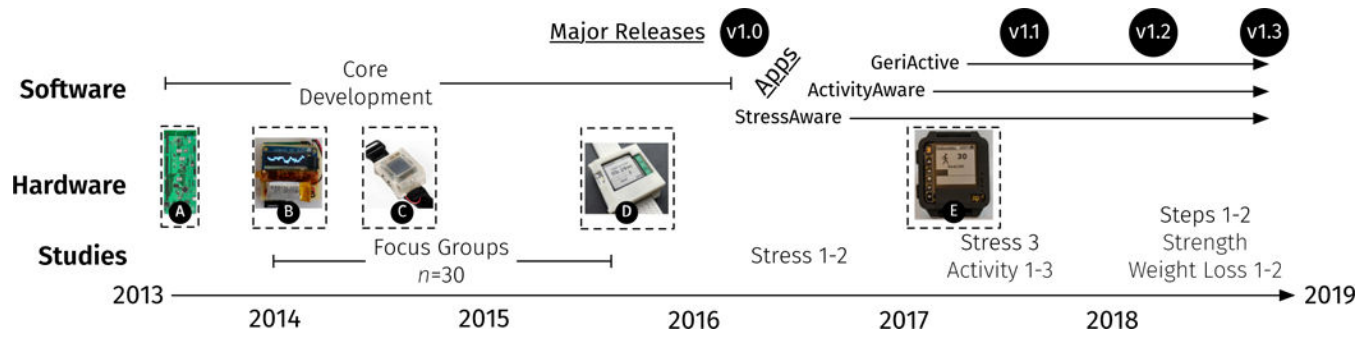 Major Releases
v1.0
v1.1
v1.2
v1.3
Software
Core
Development
Apps
GeriActive
ActivityAware
StressAware
Hardware
A
B
C
D
30
E
Studies
Focus Groups
n=30
Stress 1-2
Stress 3
Activity 1-3
Steps 1-2
Strength
Weight Loss 1-2
2013
2014
2015
2016
2017
2018
2019